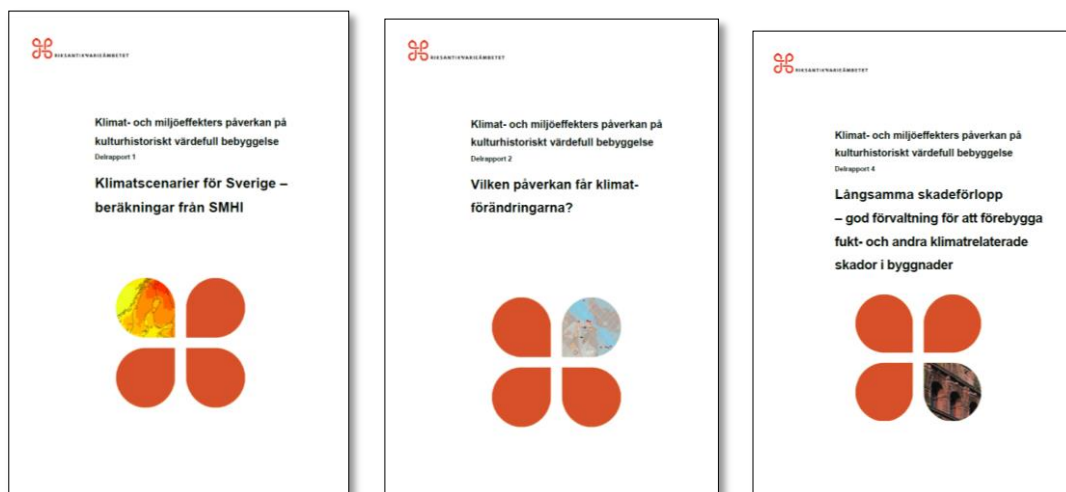 RIKSANTIKVARIEÄMBETET
Klimat- och miljöeffekters påverkan på
kulturhistoriskt värdefull bebyggelse
Delrapport 1
Klimatscenarier för Sverige –
beräkningar från SMHI
RIKSANTIKVARIEÄMBETET
Klimat- och miljöeffekters påverkan på
kulturhistoriskt värdefull bebyggelse
Delrapport 2
Vilken påverkan får klimat-
förändringarna?
RIKSANTIKVARIEÄMBETET
Klimat- och miljöeffekters påverkan på
kulturhistoriskt värdefull bebyggelse
Delrapport 4
Långsamma skadeförlopp
– god förvaltning för att förebygga
fukt- och andra klimatrelaterade
skador i byggnader